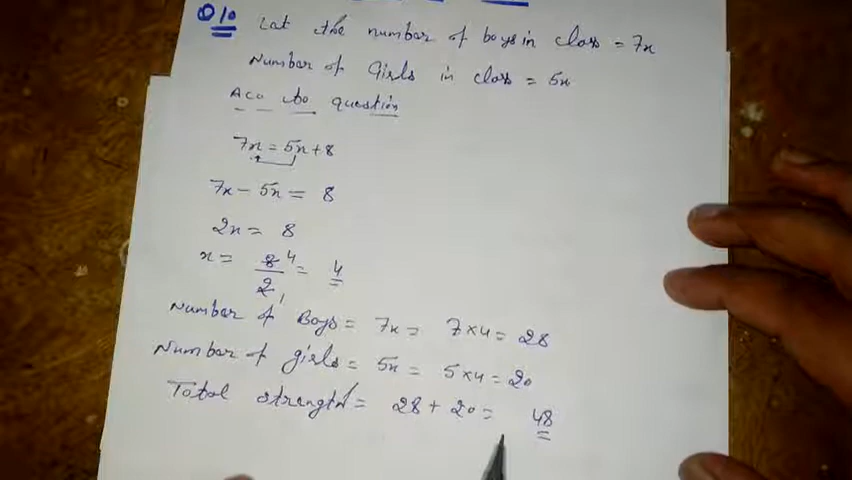 Q10 Let the number of boys in class = 7x
Number of Girls in class = 5x
Acc to question
7x = 5x + 8
7x - 5x = 8
2x = 8
x = 8/2 4 1 = 4
Number of Boys = 7x = 7×4 = 28
Number of girls = 5x = 5×4 = 20
Total strength = 28 + 20 = 48